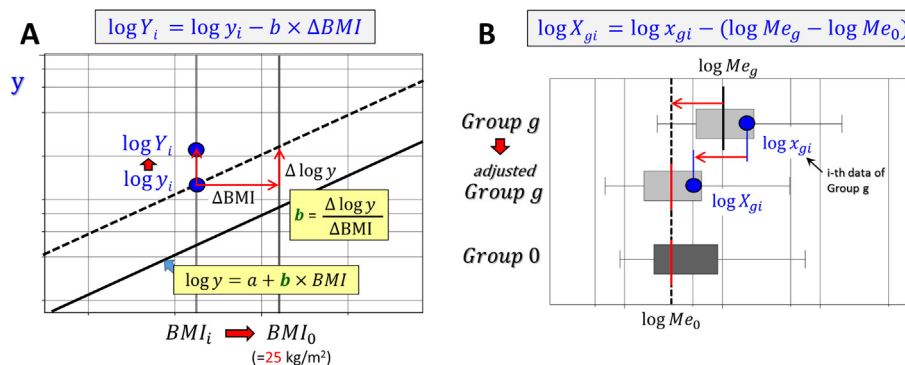 A
log Y_i = log y_i − b × ΔBMI
y
log Y_i
log y_i
ΔBMI
Δ log y
b = Δ log y / ΔBMI
log y = a + b × BMI
BMI_i BMI_0
(=25 kg/m²)
B
log X_gi = log x_gi − (log Me_g − log Me_0)
log Me_g
Group g
log x_gi
i-th data of
Group g
adjusted
Group g
log X_gi
Group 0
log Me_0